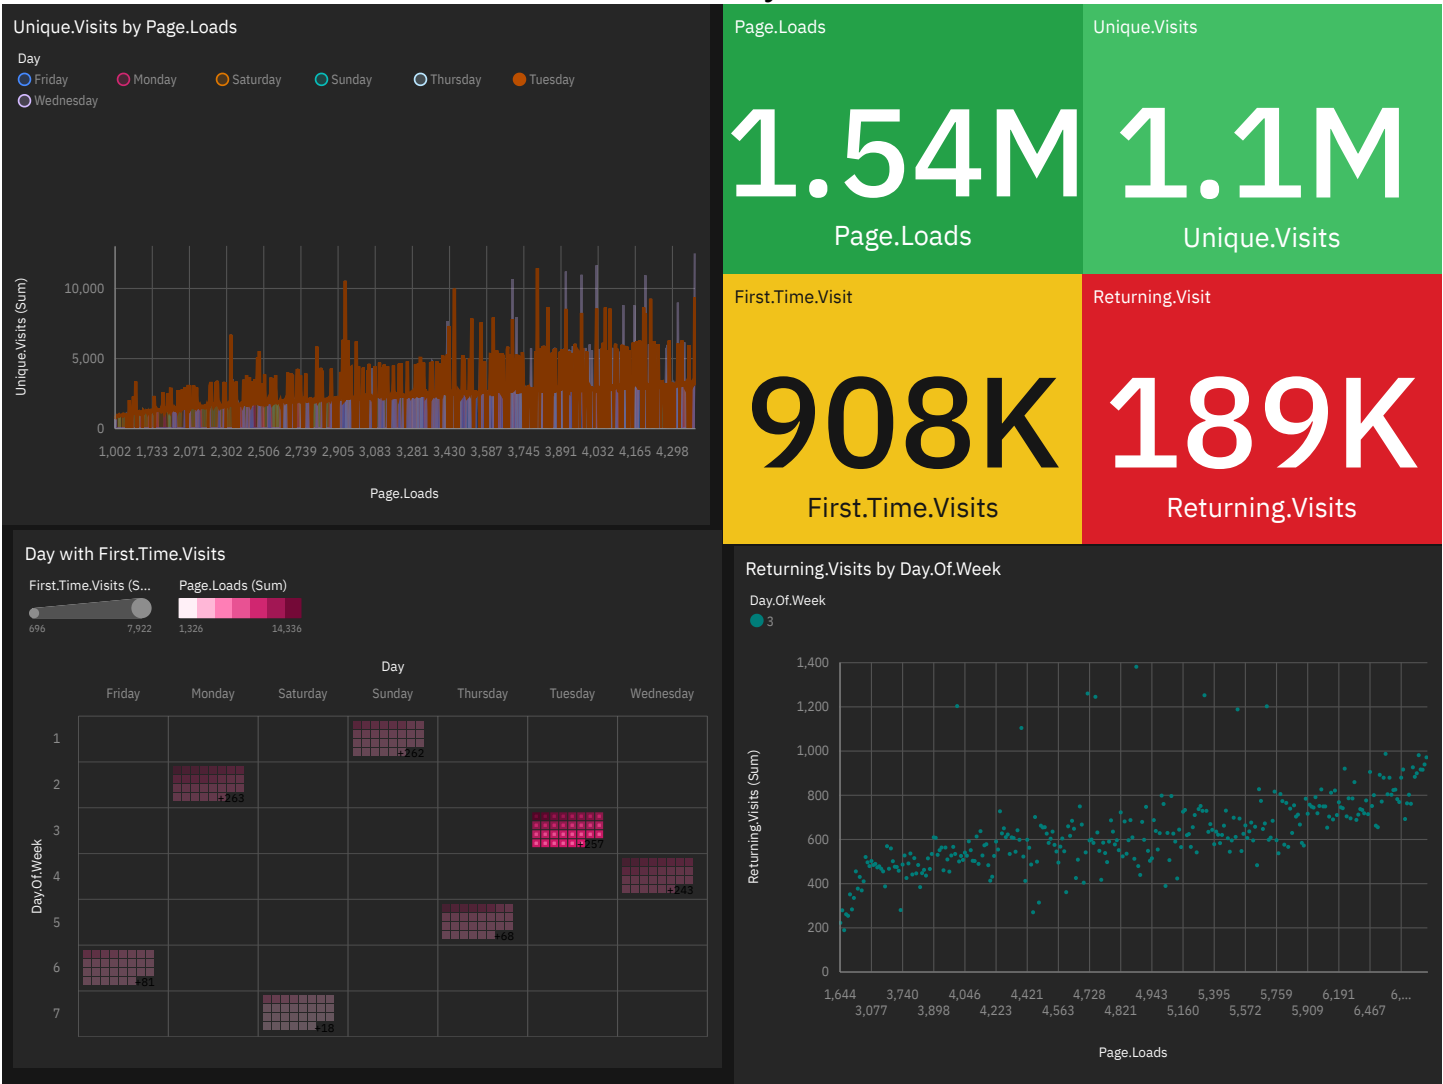 Unique.Visits by Page.Loads
Day
Friday Monday Saturday Sunday Thursday Tuesday
Wednesday
Unique.Visits (Sum)
10,000
5,000
0
1,002 1,733 2,071 2,302 2,506 2,739 2,905 3,083 3,281 3,430 3,587 3,745 3,891 4,032 4,165 4,298
Page.Loads
Page.Loads
1.54M
Page.Loads
Unique.Visits
1.1M
Unique.Visits
First.Time.Visit
908K
First.Time.Visits
Returning.Visit
189K
Returning.Visits
Day with First.Time.Visits
First.Time.Visits (S... Page.Loads (Sum)
696 7,922 1,326 14,336
Day
Friday Monday Saturday Sunday Thursday Tuesday Wednesday
Day.Of.Week
1 +262
2 +263
3 +257
4 +243
5 +68
6 +81
7 +18
Returning.Visits by Day.Of.Week
Day.Of.Week
3
Returning.Visits (Sum)
1,400
1,200
1,000
800
600
400
200
0
1,644 3,740 4,046 4,421 4,728 4,943 5,395 5,759 6,191 6,...
3,077 3,898 4,223 4,563 4,821 5,160 5,572 5,909 6,467
Page.Loads